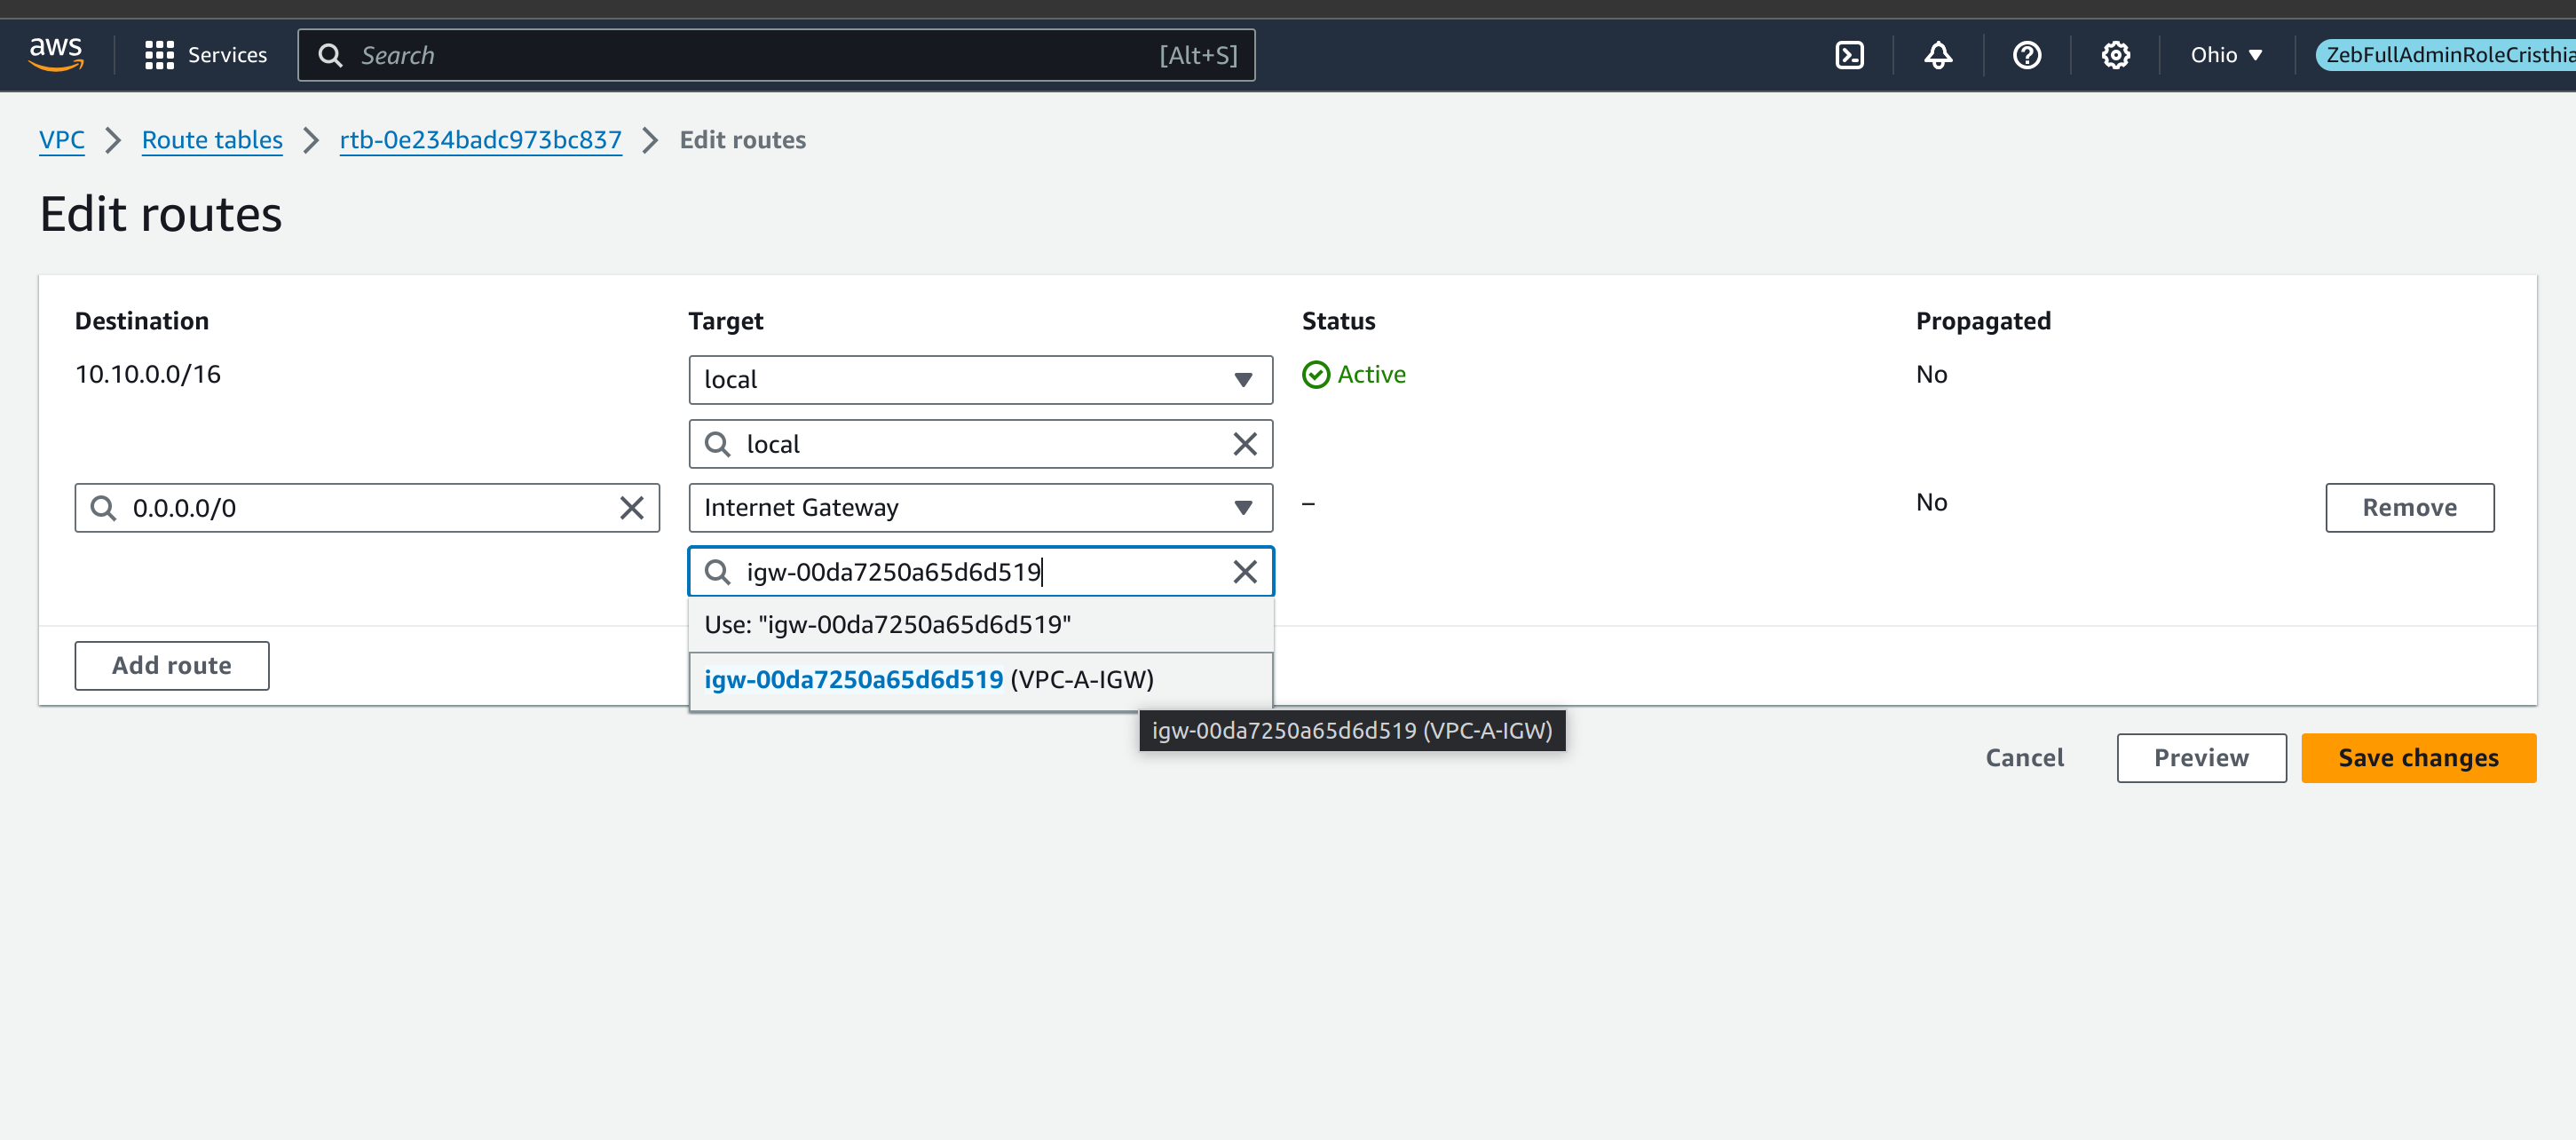 aws
Services
Search
[Alt+S]
Ohio
ZebFullAdminRoleCristhia
VPC
Route tables
rtb-0e234badc973bc837
Edit routes
Edit routes
Destination
Target
Status
Propagated
10.10.0.0/16
local
Active
No
local
0.0.0.0/0
Internet Gateway
–
No
Remove
igw-00da7250a65d6d519
Use: "igw-00da7250a65d6d519"
Add route
igw-00da7250a65d6d519 (VPC-A-IGW)
igw-00da7250a65d6d519 (VPC-A-IGW)
Cancel
Preview
Save changes